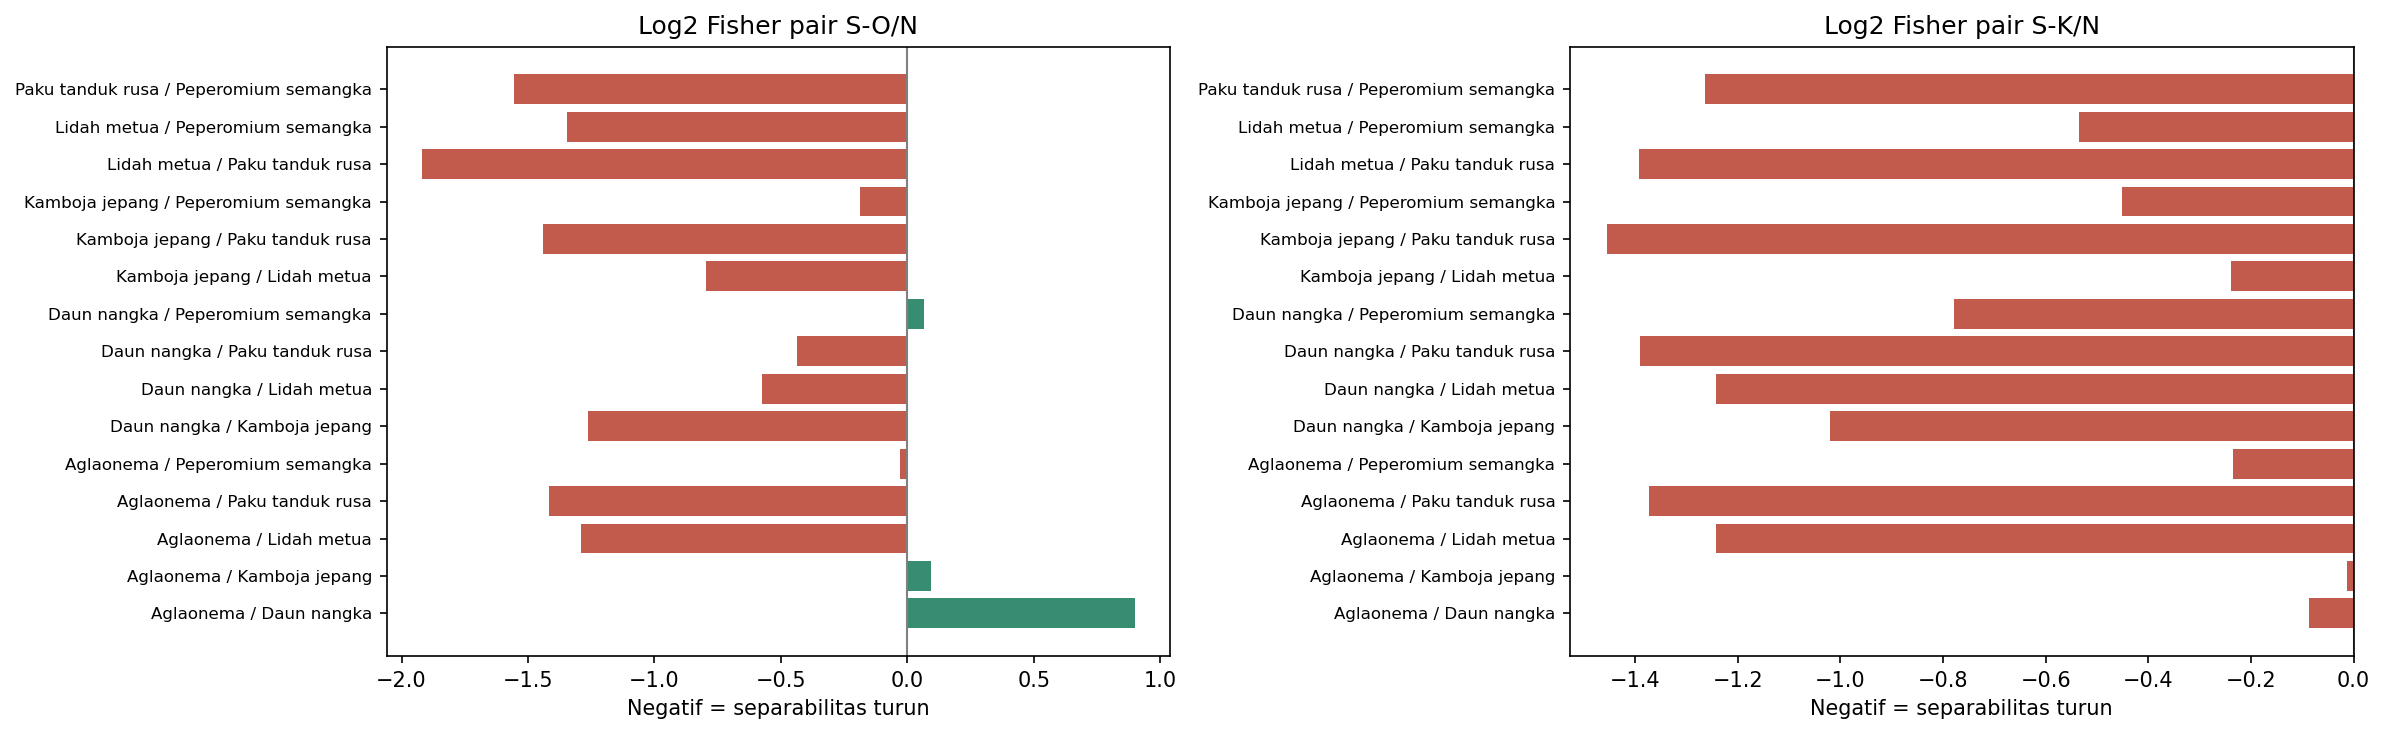 Log2 Fisher pair S-O/N
Paku tanduk rusa / Peperomium semangka
Lidah metua / Peperomium semangka
Lidah metua / Paku tanduk rusa
Kamboja jepang / Peperomium semangka
Kamboja jepang / Paku tanduk rusa
Kamboja jepang / Lidah metua
Daun nangka / Peperomium semangka
Daun nangka / Paku tanduk rusa
Daun nangka / Lidah metua
Daun nangka / Kamboja jepang
Aglaonema / Peperomium semangka
Aglaonema / Paku tanduk rusa
Aglaonema / Lidah metua
Aglaonema / Kamboja jepang
Aglaonema / Daun nangka
−2.0 −1.5 −1.0 −0.5 0.0 0.5 1.0
Negatif = separabilitas turun
Log2 Fisher pair S-K/N
Paku tanduk rusa / Peperomium semangka
Lidah metua / Peperomium semangka
Lidah metua / Paku tanduk rusa
Kamboja jepang / Peperomium semangka
Kamboja jepang / Paku tanduk rusa
Kamboja jepang / Lidah metua
Daun nangka / Peperomium semangka
Daun nangka / Paku tanduk rusa
Daun nangka / Lidah metua
Daun nangka / Kamboja jepang
Aglaonema / Peperomium semangka
Aglaonema / Paku tanduk rusa
Aglaonema / Lidah metua
Aglaonema / Kamboja jepang
Aglaonema / Daun nangka
−1.4 −1.2 −1.0 −0.8 −0.6 −0.4 −0.2 0.0
Negatif = separabilitas turun